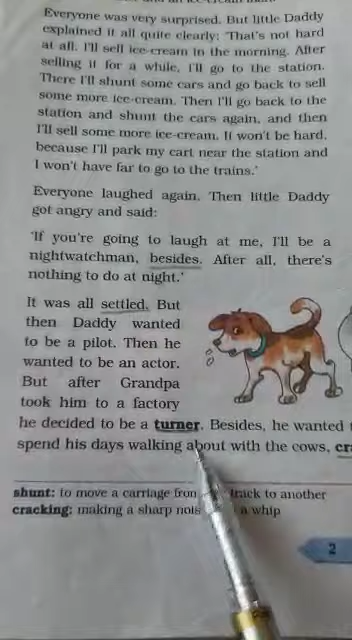 Everyone was very surprised. But little Daddy
explained it all quite clearly: 'That's not hard
at all. I'll sell ice-cream in the morning. After
selling it for a while, I'll go to the station.
There I'll shunt some cars and go back to sell
some more ice-cream. Then I'll go back to the
station and shunt the cars again, and then
I'll sell some more ice-cream. It won't be hard,
because I'll park my cart near the station and
I won't have far to go to the trains.'
Everyone laughed again. Then little Daddy
got angry and said:
'If you're going to laugh at me, I'll be a
nightwatchman, besides. After all, there's
nothing to do at night.'
It was all settled. But
then Daddy wanted
to be a pilot. Then he
wanted to be an actor.
But after Grandpa
took him to a factory
he decided to be a turner. Besides, he wanted
spend his days walking about with the cows,
shunt: to move a carriage track to another
cracking: making a sharp a whip
2